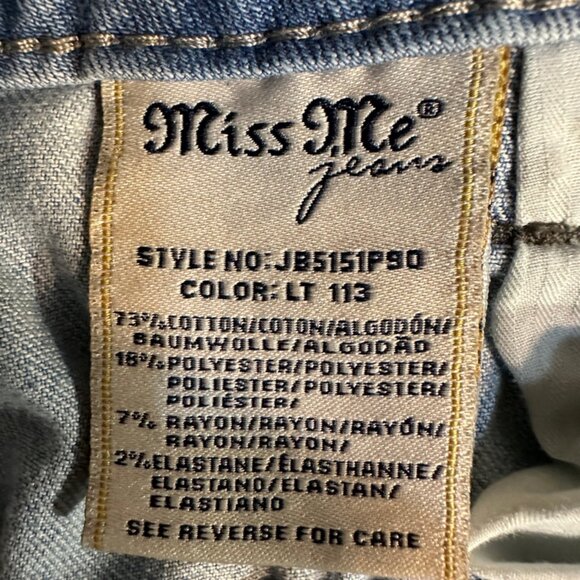 Miss Me®
jeans
STYLE NO: JB5151P90
COLOR: LT 113
73% COTTON/COTON/ALGODÓN/
BAUMWOLLE/ALGODÃO
18% POLYESTER/POLYESTER/
POLIESTER/POLYESTER/
POLIÉSTER/
7% RAYON/RAYON/RAYÓN/
RAYON/RAYON/
2% ELASTANE/ÉLASTHANNE/
ELASTANO/ELASTAN/
ELASTIANO
SEE REVERSE FOR CARE